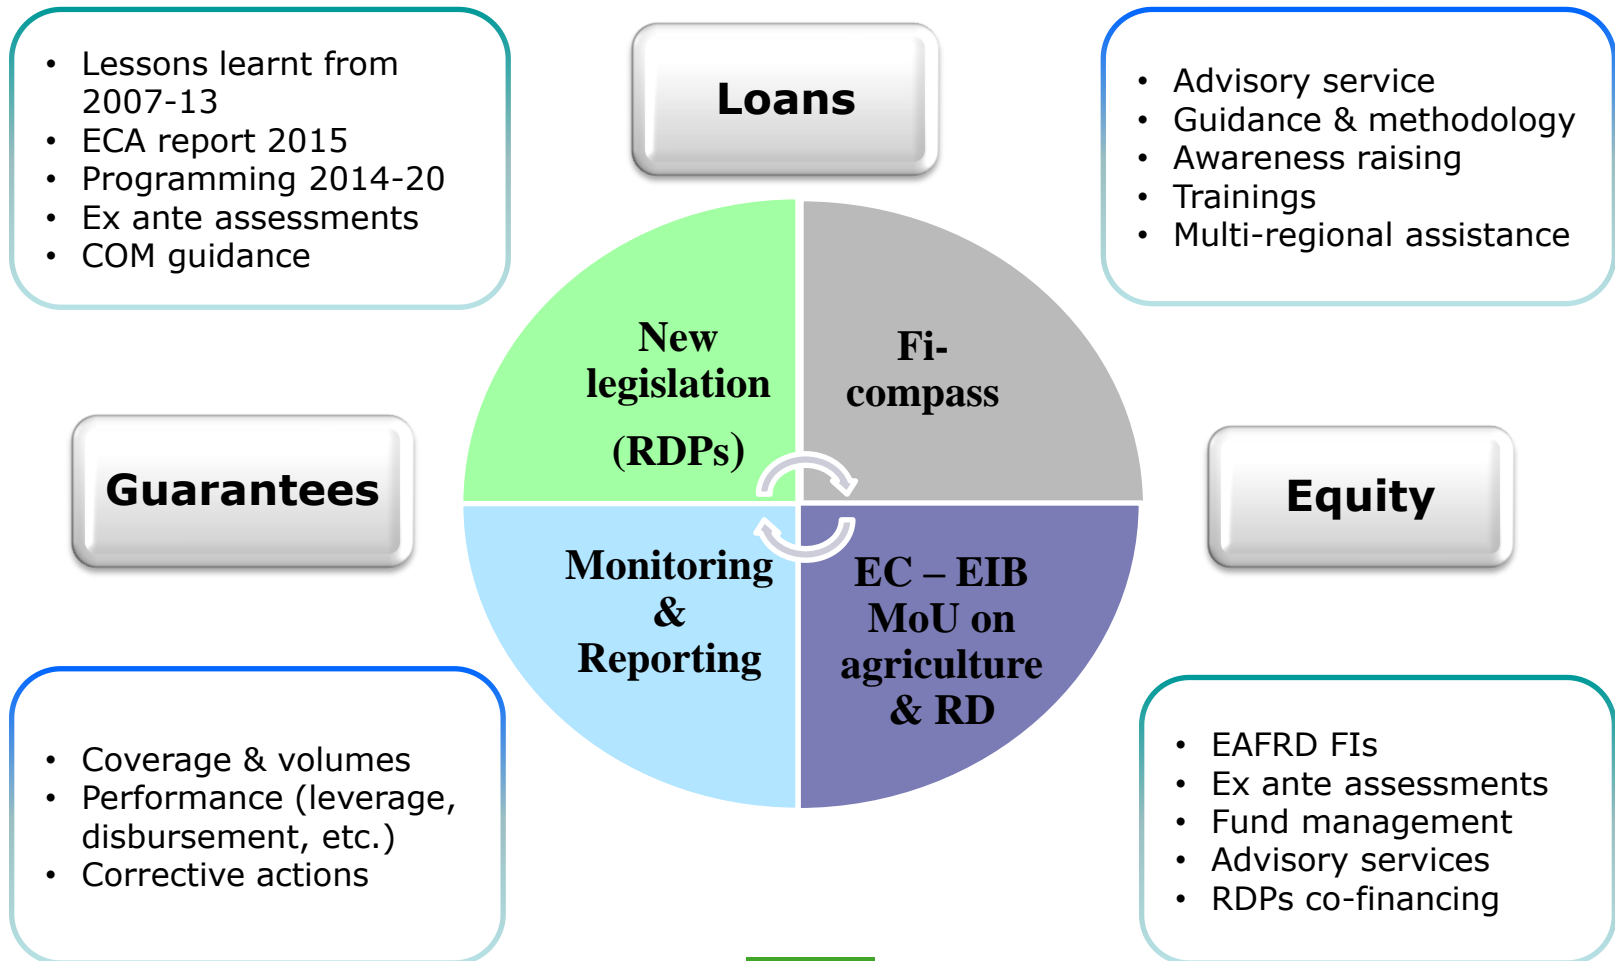 • Lessons learnt from
2007-13
• ECA report 2015
• Programming 2014-20
• Ex ante assessments
• COM guidance
Loans
• Advisory service
• Guidance & methodology
• Awareness raising
• Trainings
• Multi-regional assistance
New
legislation
(RDPs)
Fi-
compass
Guarantees
Equity
Monitoring
&
Reporting
EC – EIB
MoU on
agriculture
& RD
• Coverage & volumes
• Performance (leverage,
disbursement, etc.)
• Corrective actions
• EAFRD FIs
• Ex ante assessments
• Fund management
• Advisory services
• RDPs co-financing